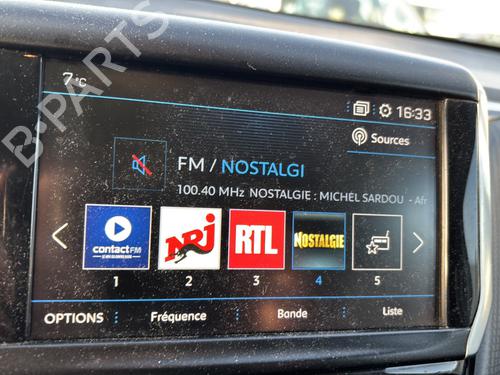 7°C
16:33
Sources
FM / NOSTALGI
100.40 MHz NOSTALGIE : MICHEL SARDOU - Afr
contact FM
NRJ
RTL
NOSTALGIE
1 2 3 4 5
OPTIONS Fréquence Bande Liste
B-PARTS